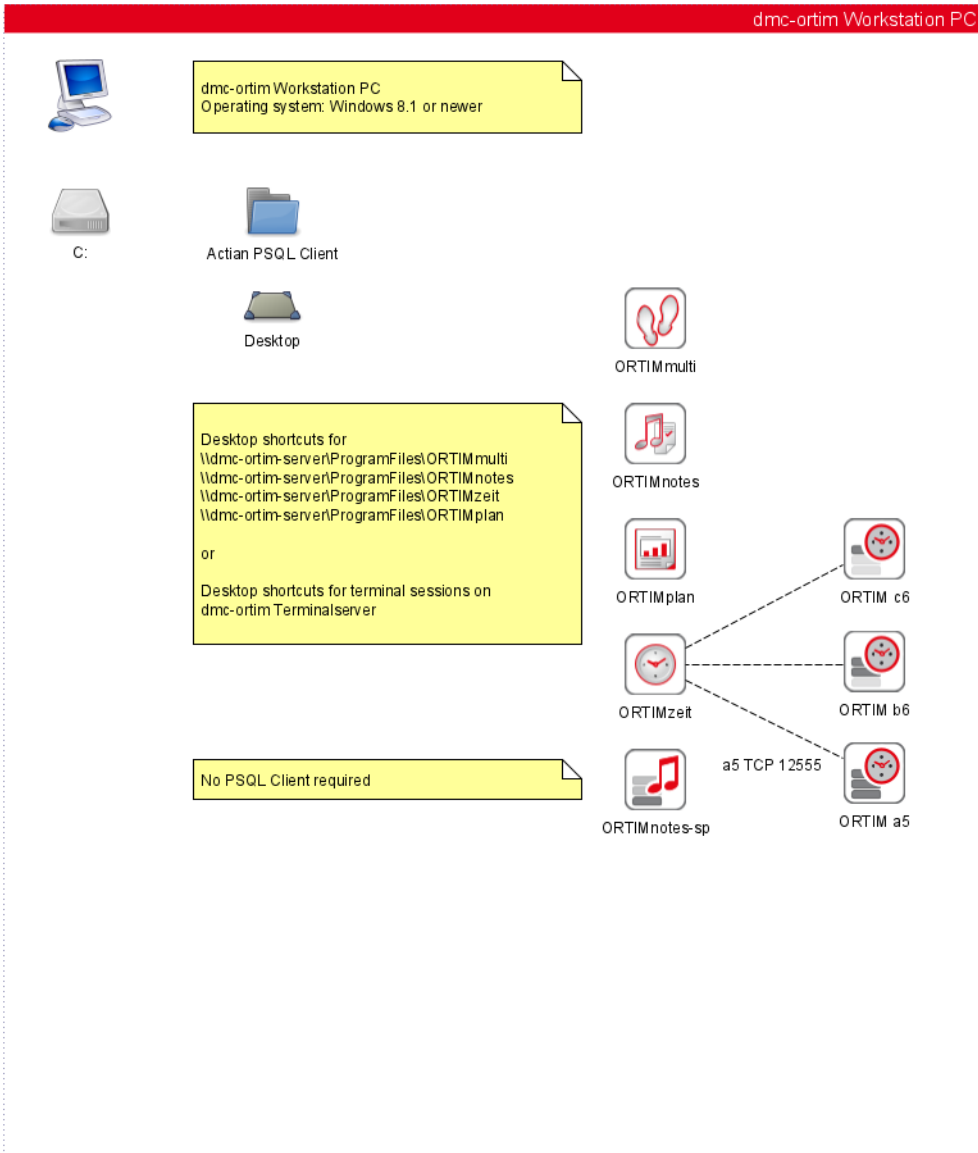 dmc-ortim Workstation PC
dmc-ortim Workstation PC
Operating system: Windows 8.1 or newer
C:
Actian PSQL Client
Desktop
ORTIMmulti
Desktop shortcuts for
\\dmc-ortim-server\ProgramFiles\ORTIMmulti
\\dmc-ortim-server\ProgramFiles\ORTIMnotes
\\dmc-ortim-server\ProgramFiles\ORTIMzeit
\\dmc-ortim-server\ProgramFiles\ORTIMplan
or
Desktop shortcuts for terminal sessions on
dmc-ortim Terminalserver
ORTIMnotes
ORTIMplan
ORTIM c6
ORTIMzeit
ORTIM b6
a5 TCP 12555
ORTIM a5
No PSQL Client required
ORTIMnotes-sp